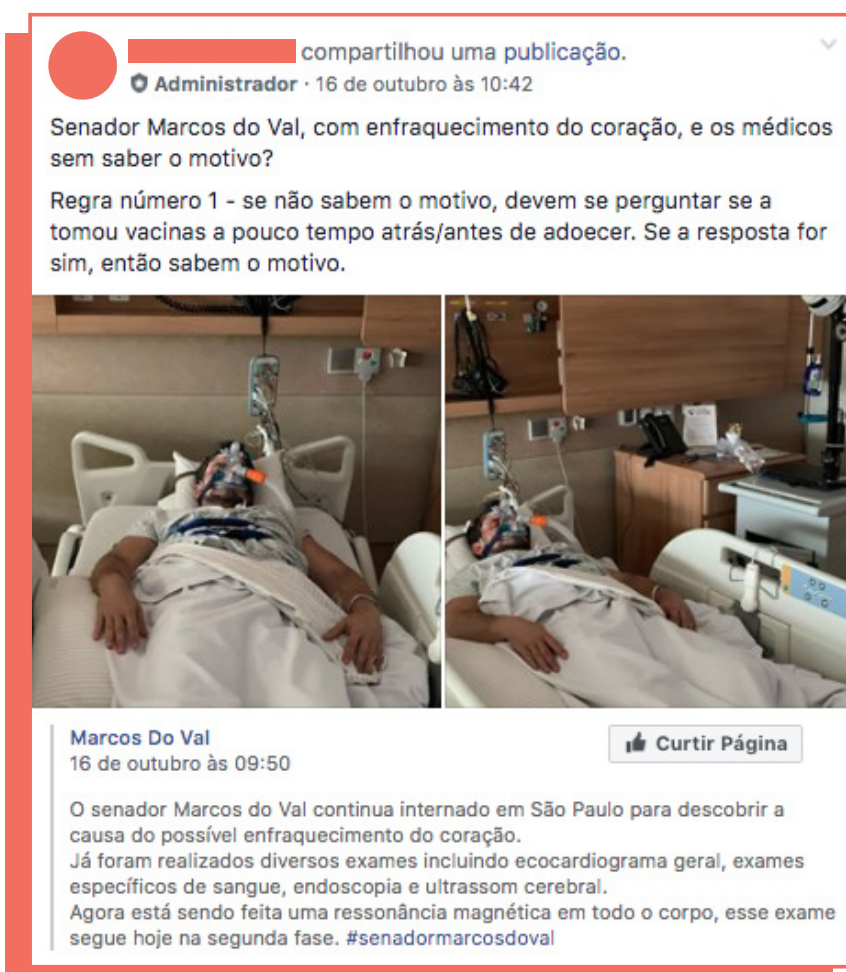 compartilhou uma publicação.
Administrador · 16 de outubro às 10:42
Senador Marcos do Val, com enfraquecimento do coração, e os médicos
sem saber o motivo?
Regra número 1 - se não sabem o motivo, devem se perguntar se a
tomou vacinas a pouco tempo atrás/antes de adoecer. Se a resposta for
sim, então sabem o motivo.
Marcos Do Val
16 de outubro às 09:50
Curtir Página
O senador Marcos do Val continua internado em São Paulo para descobrir a
causa do possível enfraquecimento do coração.
Já foram realizados diversos exames incluindo ecocardiograma geral, exames
específicos de sangue, endoscopia e ultrassom cerebral.
Agora está sendo feita uma ressonância magnética em todo o corpo, esse exame
segue hoje na segunda fase. #senadormarcosdoval